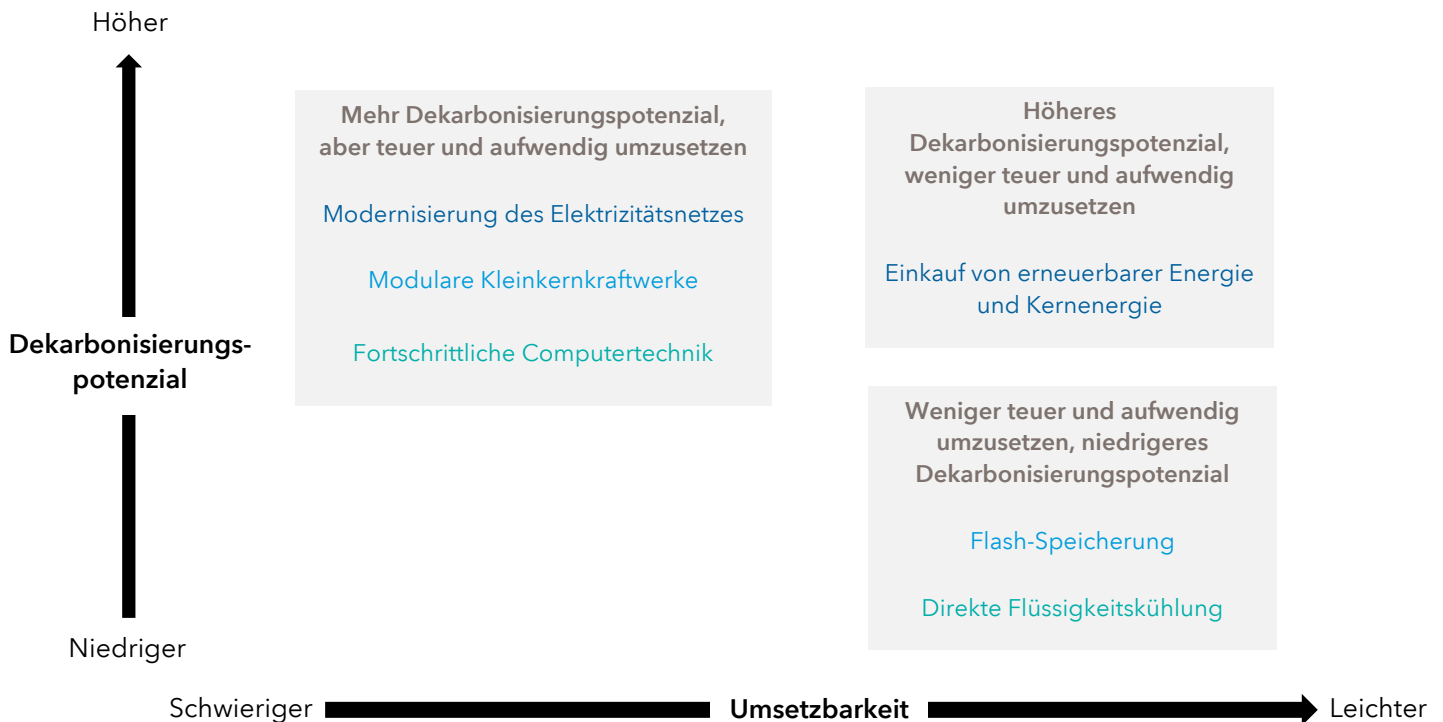 Höher
Mehr Dekarbonisierungspotenzial,
aber teuer und aufwendig umzusetzen
Modernisierung des Elektrizitätsnetzes
Modulare Kleinkernkraftwerke
Fortschrittliche Computertechnik
Höheres
Dekarbonisierungspotenzial,
weniger teuer und aufwendig
umzusetzen
Einkauf von erneuerbarer Energie
und Kernenergie
Dekarbonisierungs-
potenzial
Weniger teuer und aufwendig
umzusetzen, niedrigeres
Dekarbonisierungspotenzial
Flash-Speicherung
Direkte Flüssigkeitskühlung
Niedriger
Schwieriger
Umsetzbarkeit
Leichter